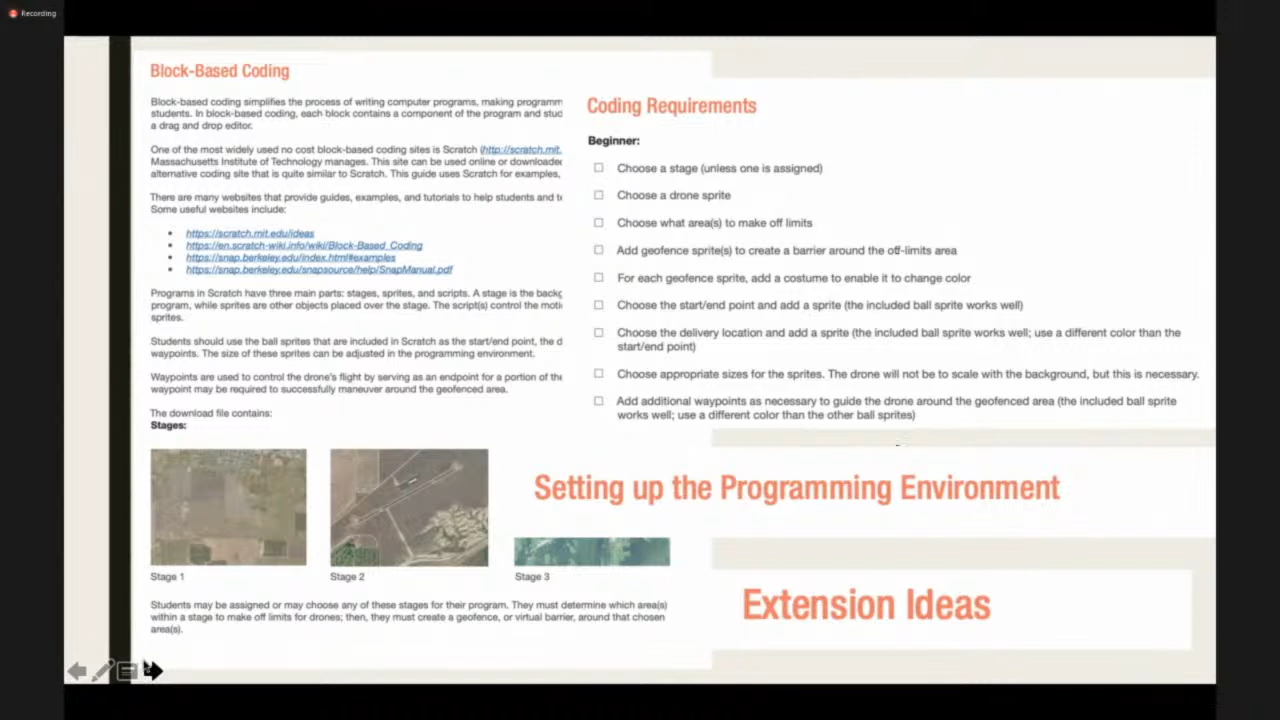 Recording
Block-Based Coding
Block-based coding simplifies the process of writing computer programs, making programm
students. In block-based coding, each block contains a component of the program and stuc
a drag and drop editor.
One of the most widely used no cost block-based coding sites is Scratch (http://scratch.mit.
Massachusetts Institute of Technology manages. This site can be used online or downloade
alternative coding site that is quite similar to Scratch. This guide uses Scratch for examples,
There are many websites that provide guides, examples, and tutorials to help students and te
Some useful websites include:
• https://scratch.mit.edu/ideas
• https://en.scratch-wiki.info/wiki/Block-Based_Coding
• https://snap.berkeley.edu/index.html#examples
• https://snap.berkeley.edu/snapsource/help/SnapManual.pdf
Programs in Scratch have three main parts: stages, sprites, and scripts. A stage is the backg
program, while sprites are other objects placed over the stage. The script(s) control the moti
sprites.
Students should use the ball sprites that are included in Scratch as the start/end point, the d
waypoints. The size of these sprites can be adjusted in the programming environment.
Waypoints are used to control the drone's flight by serving as an endpoint for a portion of the
waypoint may be required to successfully maneuver around the geofenced area.
The download file contains:
Stages:
Stage 1
Stage 2
Stage 3
Students may be assigned or may choose any of these stages for their program. They must determine which area(s)
within a stage to make off limits for drones; then, they must create a geofence, or virtual barrier, around that chosen
area(s).
Coding Requirements
Beginner:
☐ Choose a stage (unless one is assigned)
☐ Choose a drone sprite
☐ Choose what area(s) to make off limits
☐ Add geofence sprite(s) to create a barrier around the off-limits area
☐ For each geofence sprite, add a costume to enable it to change color
☐ Choose the start/end point and add a sprite (the included ball sprite works well)
☐ Choose the delivery location and add a sprite (the included ball sprite works well; use a different color than the
start/end point)
☐ Choose appropriate sizes for the sprites. The drone will not be to scale with the background, but this is necessary.
☐ Add additional waypoints as necessary to guide the drone around the geofenced area (the included ball sprite
works well; use a different color than the other ball sprites)
Setting up the Programming Environment
Extension Ideas